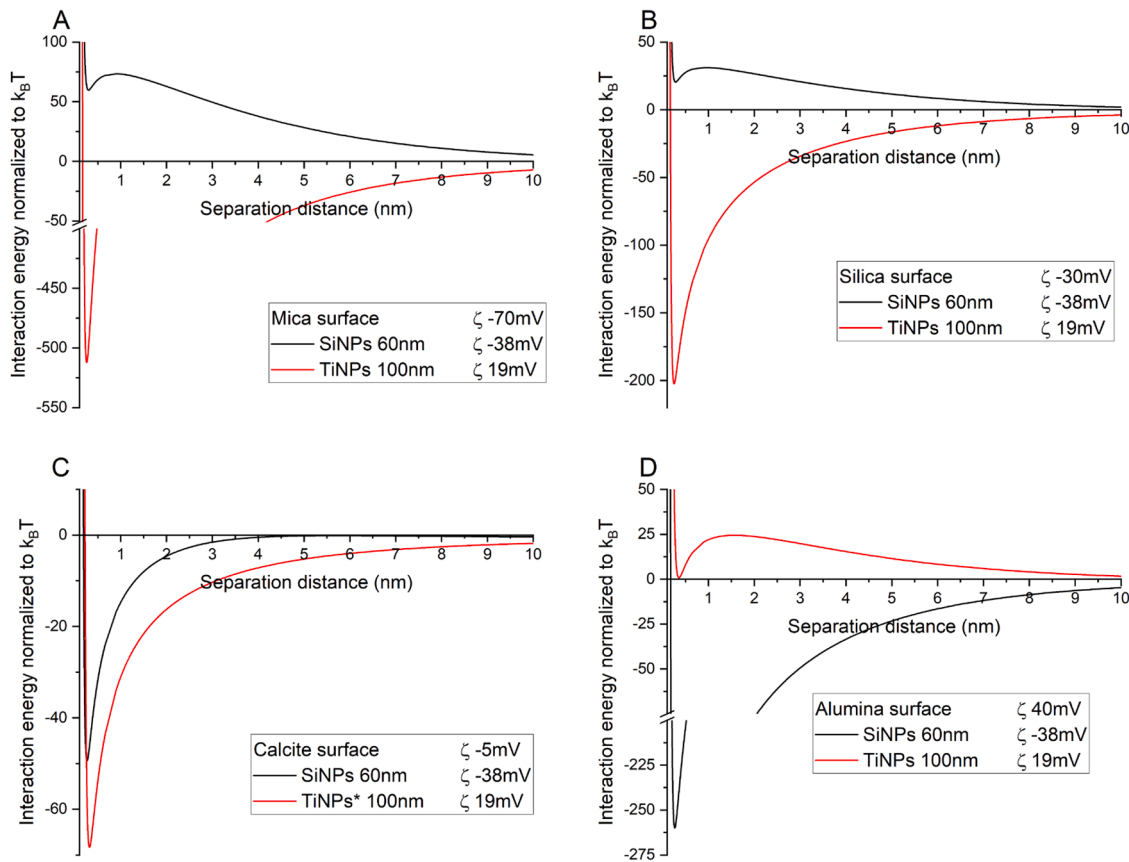 A
Interaction energy normalized to kBT
100
50
0
-50
-450
-500
-550
1 2 3 4 5 6 7 8 9 10
Separation distance (nm)
Mica surface ζ -70mV
SiNPs 60nm ζ -38mV
TiNPs 100nm ζ 19mV
B
Interaction energy normalized to kBT
50
0
-50
-100
-150
-200
1 2 3 4 5 6 7 8 9 10
Separation distance (nm)
Silica surface ζ -30mV
SiNPs 60nm ζ -38mV
TiNPs 100nm ζ 19mV
C
Interaction energy normalized to kBT
0
-20
-40
-60
1 2 3 4 5 6 7 8 9 10
Separation distance (nm)
Calcite surface ζ -5mV
SiNPs 60nm ζ -38mV
TiNPs* 100nm ζ 19mV
D
Interaction energy normalized to kBT
50
25
0
-25
-50
-225
-250
-275
1 2 3 4 5 6 7 8 9 10
Separation distance (nm)
Alumina surface ζ 40mV
SiNPs 60nm ζ -38mV
TiNPs 100nm ζ 19mV